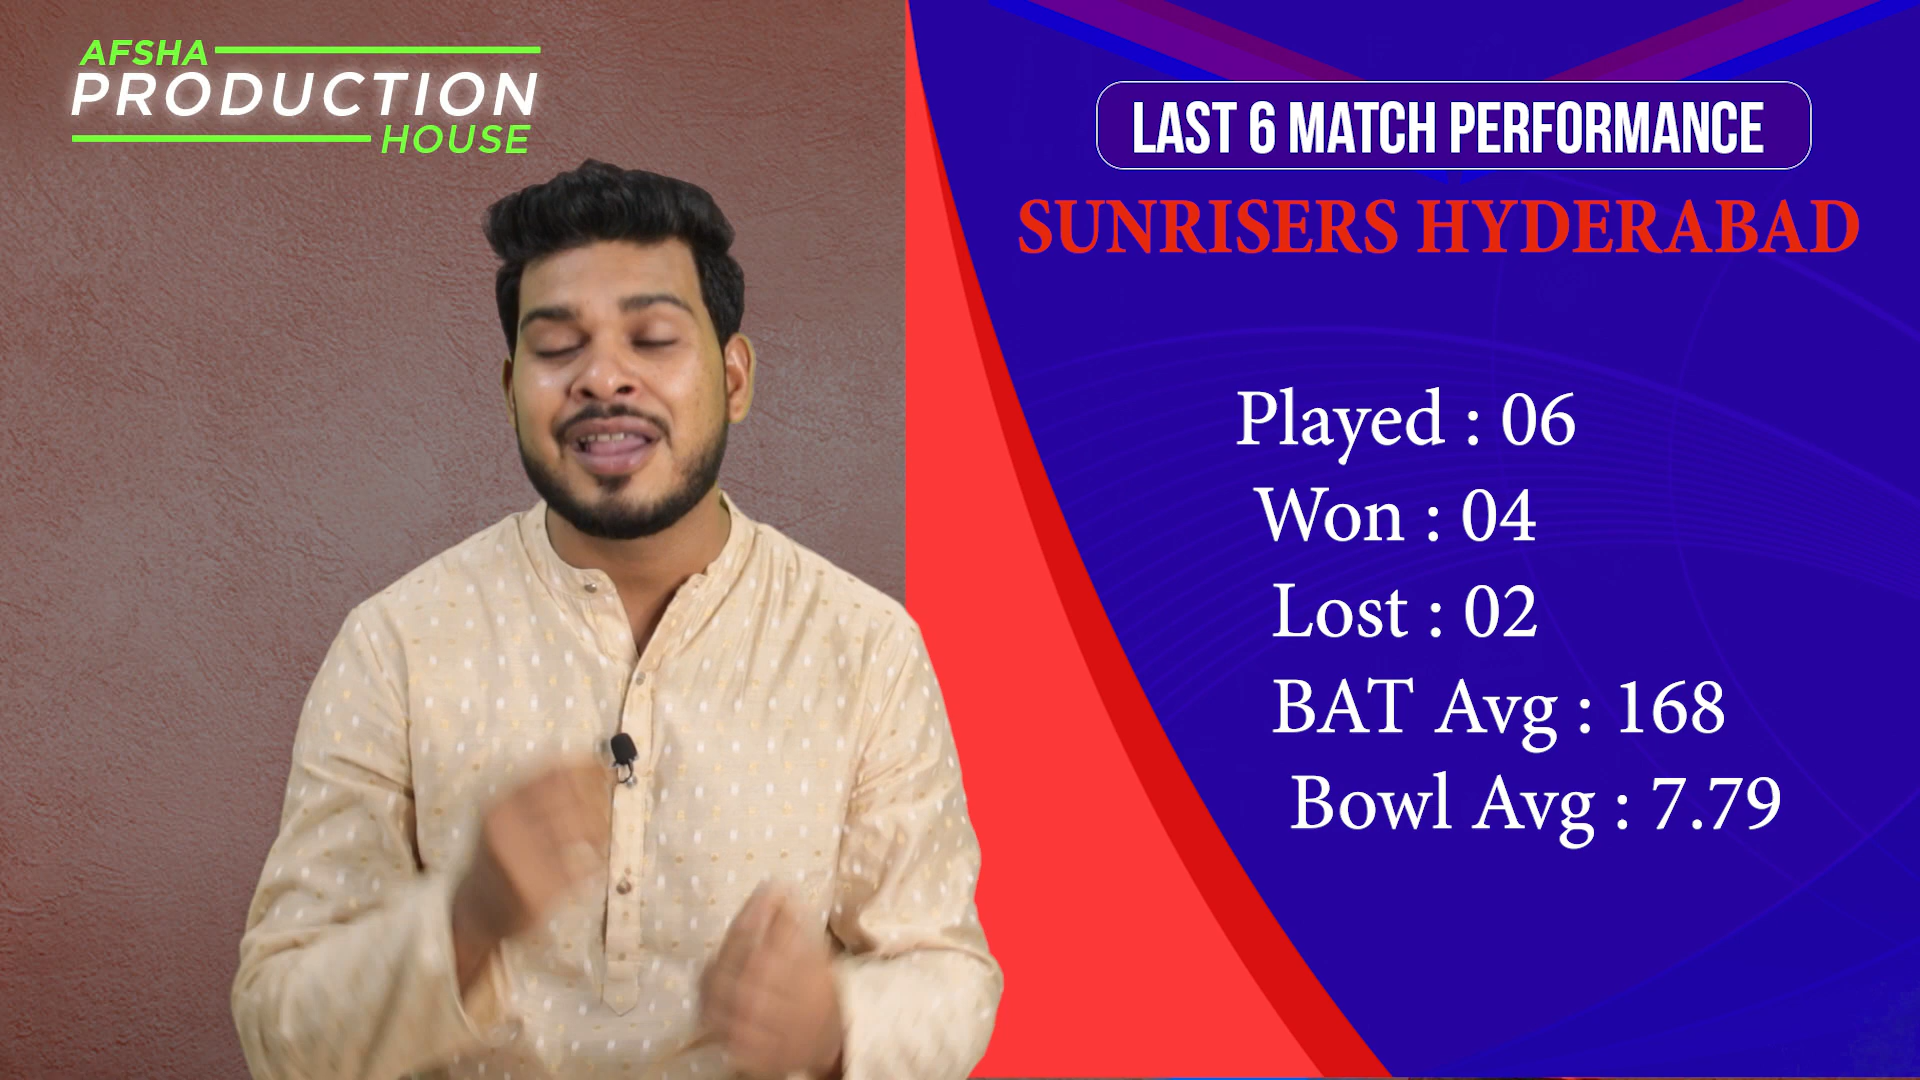 AFSHA
PRODUCTION
HOUSE
LAST 6 MATCH PERFORMANCE
SUNRISERS HYDERABAD
Played : 06
Won : 04
Lost : 02
BAT Avg : 168
Bowl Avg : 7.79